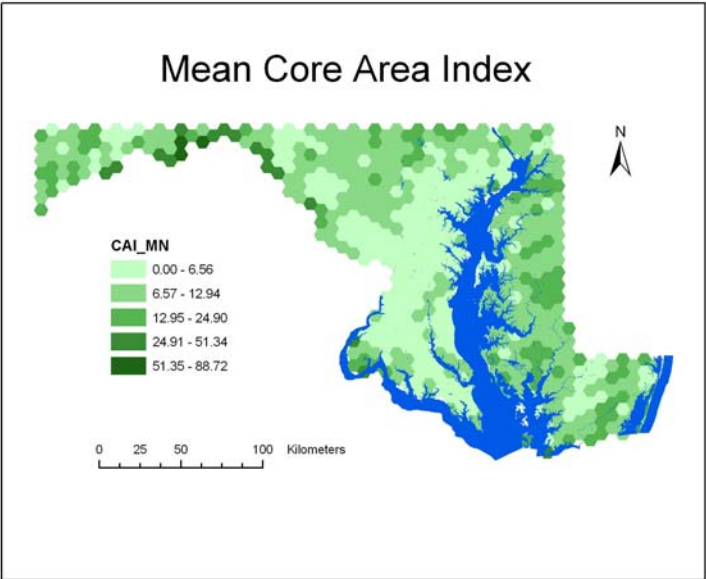 Mean Core Area Index
N
CAI_MN
0.00 - 6.56
6.57 - 12.94
12.95 - 24.90
24.91 - 51.34
51.35 - 88.72
0 25 50 100 Kilometers